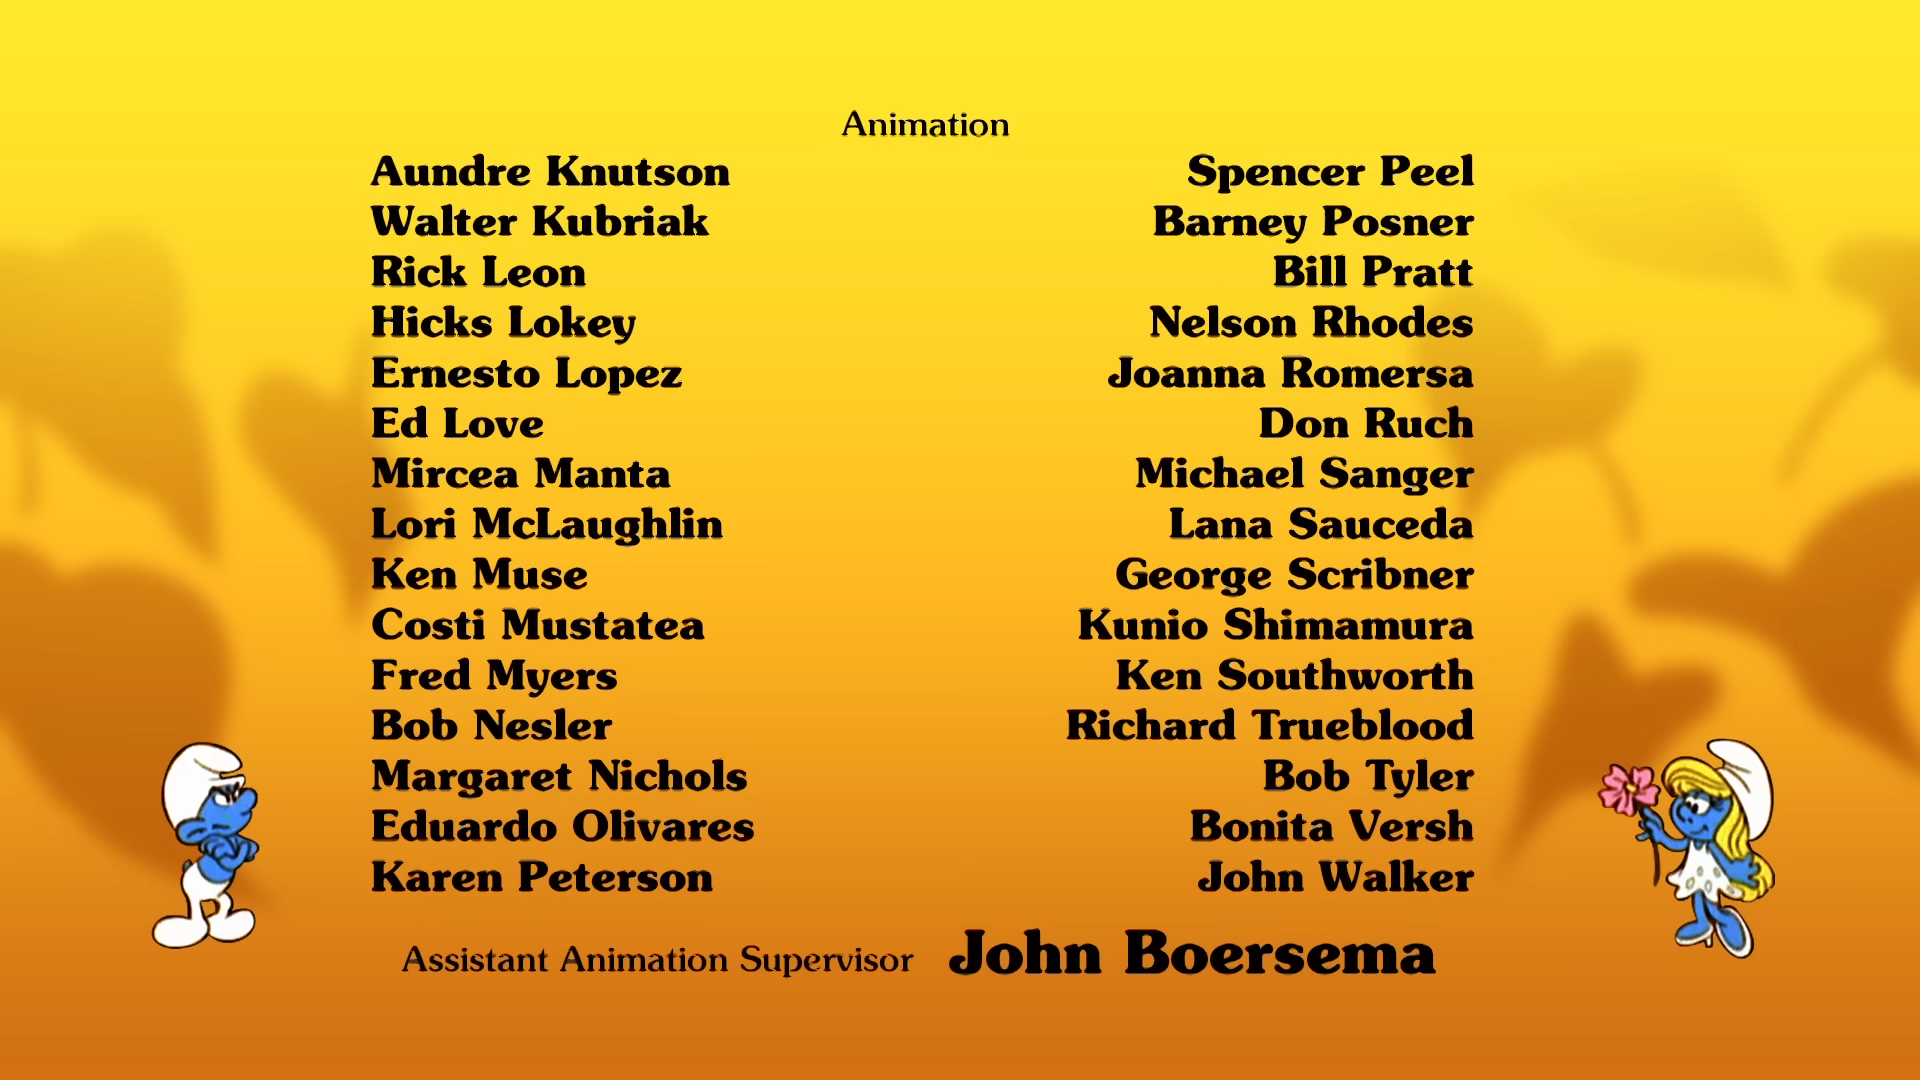 Animation
Aundre Knutson
Walter Kubriak
Rick Leon
Hicks Lokey
Ernesto Lopez
Ed Love
Mircea Manta
Lori McLaughlin
Ken Muse
Costi Mustatea
Fred Myers
Bob Nesler
Margaret Nichols
Eduardo Olivares
Karen Peterson
Spencer Peel
Barney Posner
Bill Pratt
Nelson Rhodes
Joanna Romersa
Don Ruch
Michael Sanger
Lana Sauceda
George Scribner
Kunio Shimamura
Ken Southworth
Richard Trueblood
Bob Tyler
Bonita Versh
John Walker
Assistant Animation Supervisor John Boersema